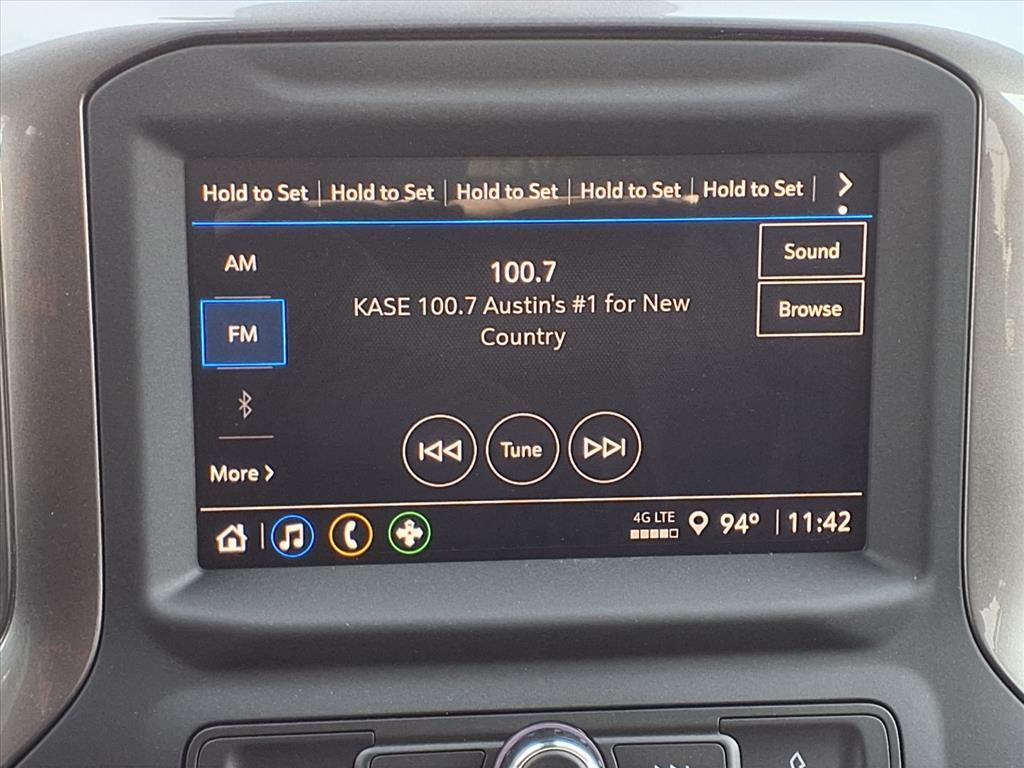 Hold to Set Hold to Set Hold to Set Hold to Set Hold to Set
AM
FM
More
100.7
KASE 100.7 Austin's #1 for New
Country
Sound
Browse
Tune
4G LTE
94°
11:42